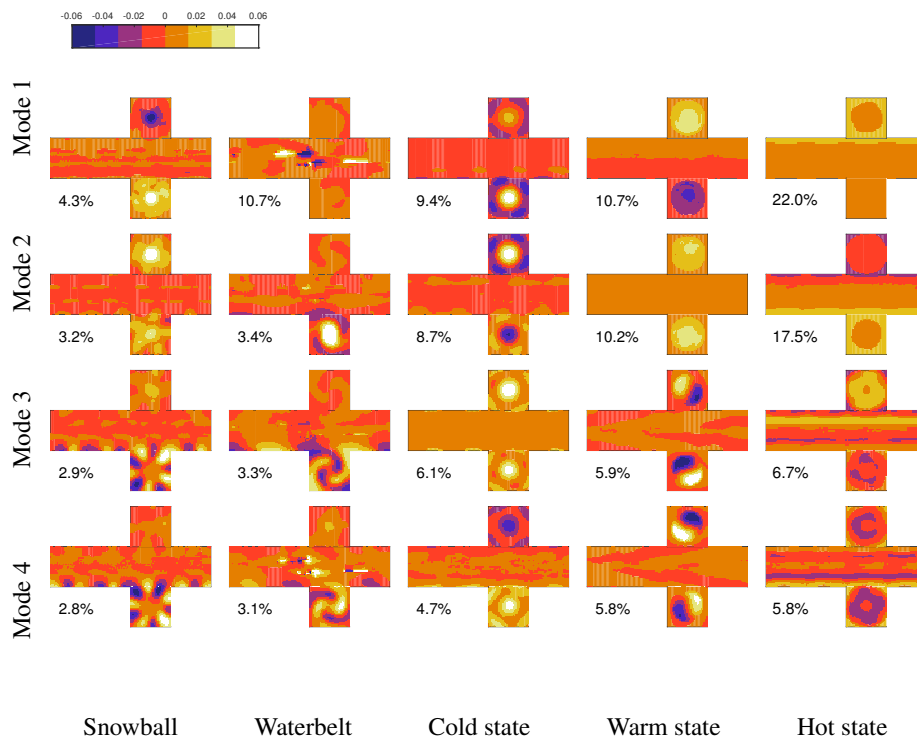 -0.06 -0.04 -0.02 0 0.02 0.04 0.06
Mode 1
4.3% 10.7% 9.4% 10.7% 22.0%
Mode 2
3.2% 3.4% 8.7% 10.2% 17.5%
Mode 3
2.9% 3.3% 6.1% 5.9% 6.7%
Mode 4
2.8% 3.1% 4.7% 5.8% 5.8%
Snowball Waterbelt Cold state Warm state Hot state